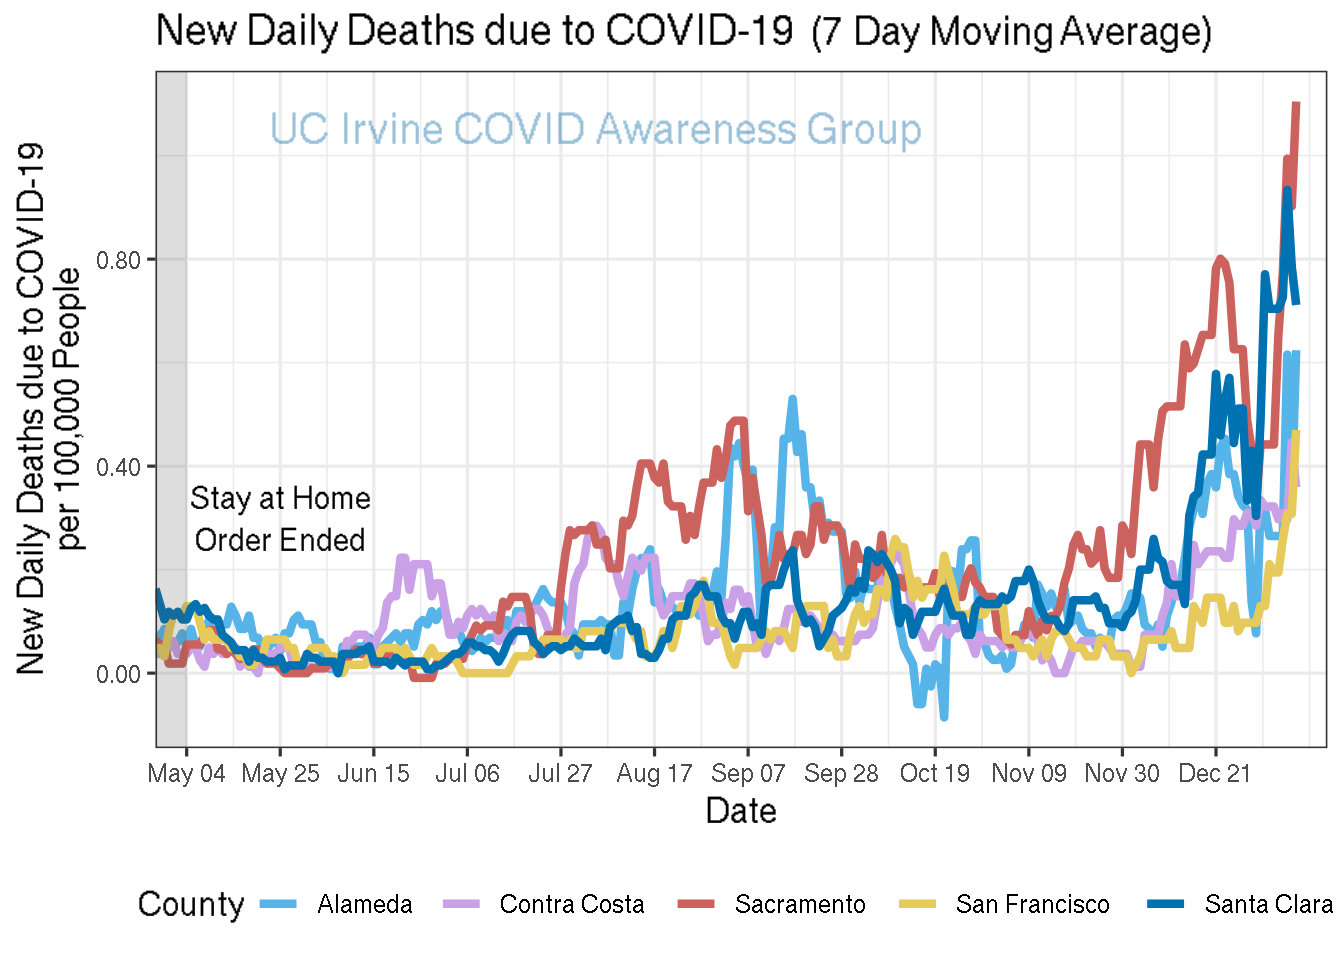 New Daily Deaths due to COVID-19 (7 Day Moving Average)
UC Irvine COVID Awareness Group
New Daily Deaths due to COVID-19
per 100,000 People
0.80
0.40
0.00
Stay at Home
Order Ended
May 04 May 25 Jun 15 Jul 06 Jul 27 Aug 17 Sep 07 Sep 28 Oct 19 Nov 09 Nov 30 Dec 21
Date
County Alameda Contra Costa Sacramento San Francisco Santa Clara